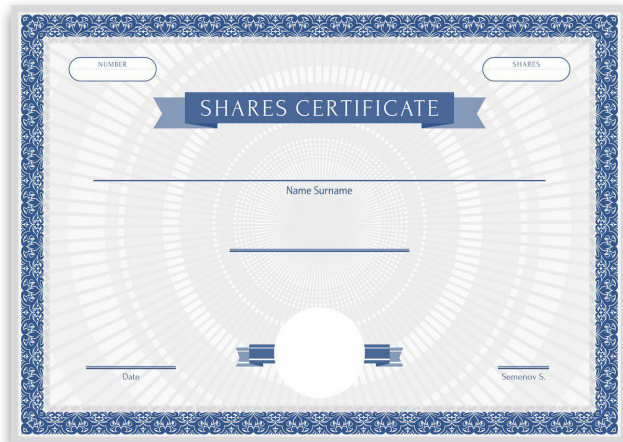 NUMBER
SHARES
SHARES CERTIFICATE
Name Surname
Date
Semenov S.